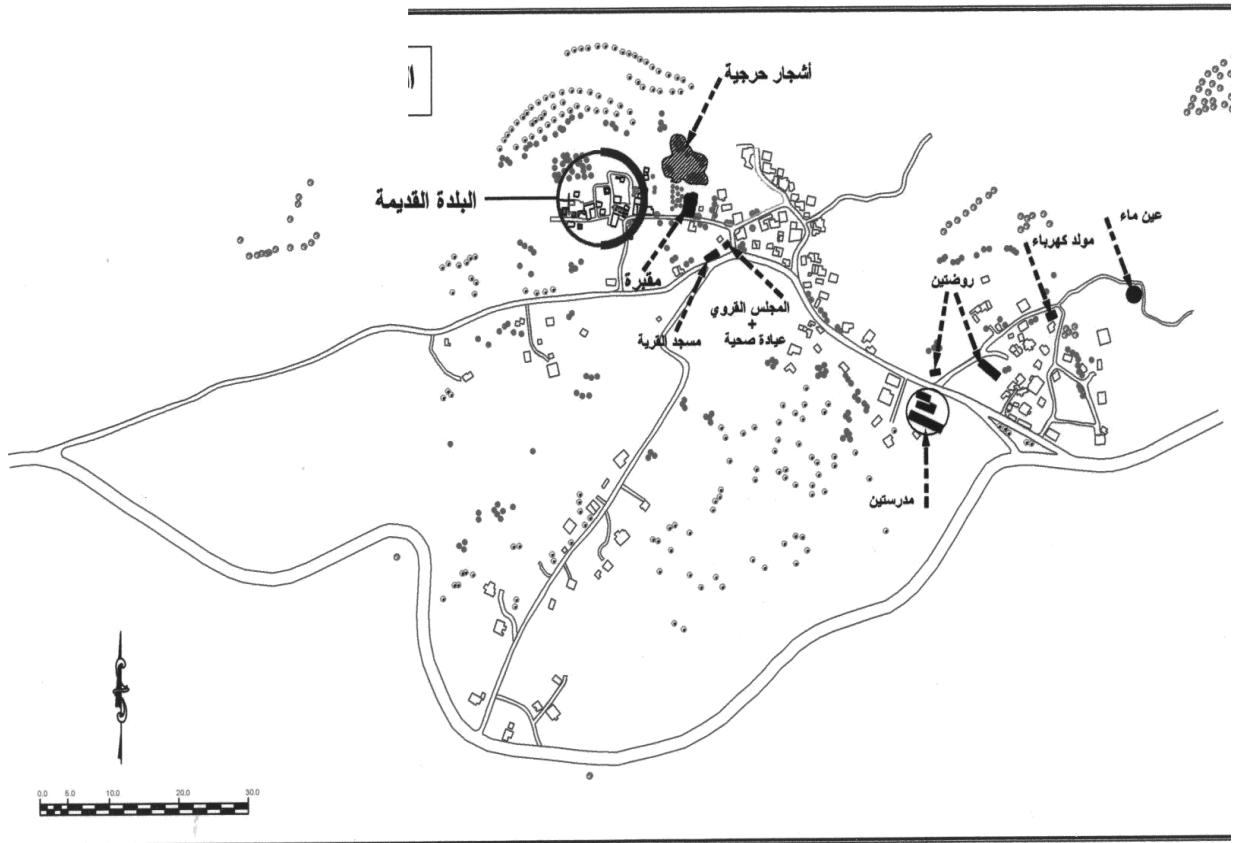 أشجار حرجية
البلدة القديمة
عين ماء
مولد كهرباء
روضتين
مقبرة
المجلس القروي
+
عيادة صحية
مسجد القرية
مدرستين
0.0 5.0 10.0 20.0 30.0